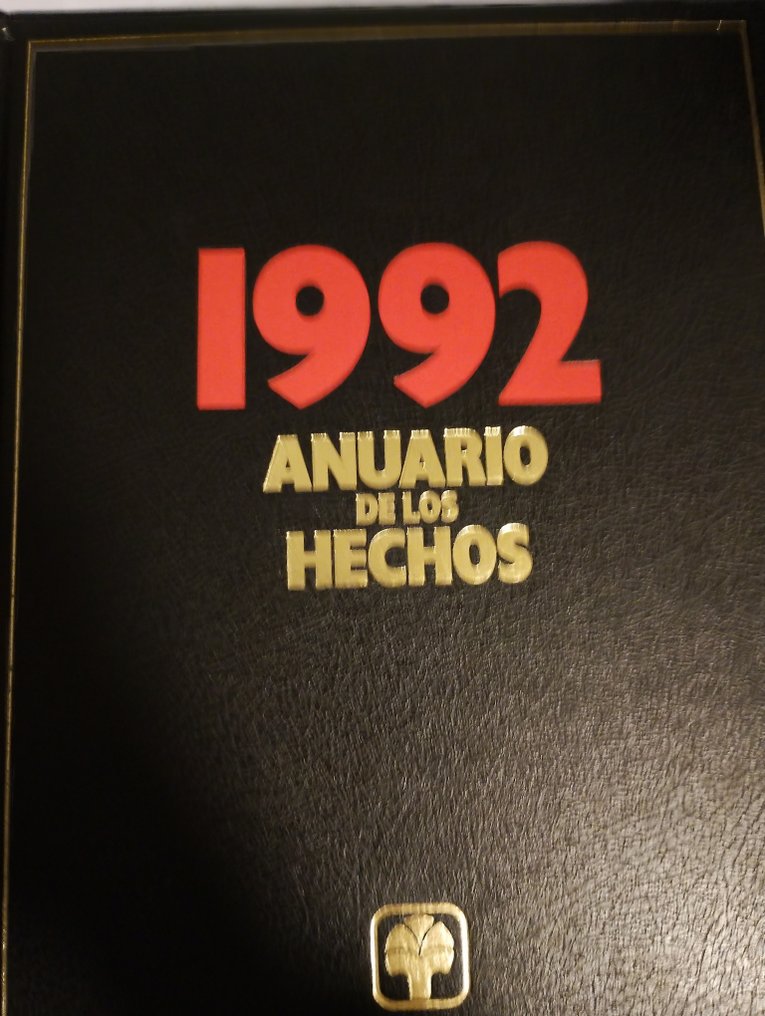 1992
ANUARIO
DE LOS
HECHOS